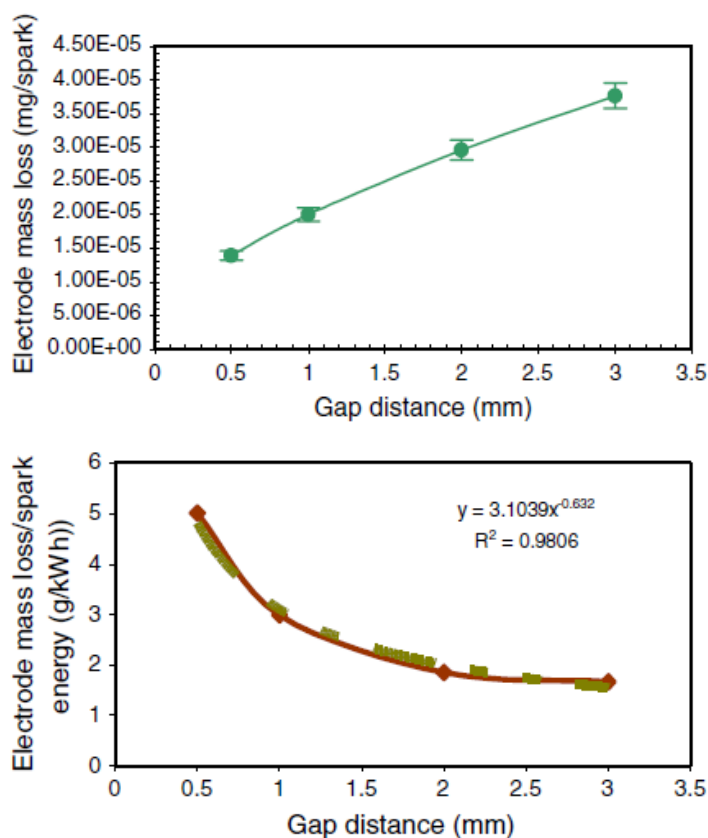 Electrode mass loss (mg/spark)
4.50E-05
4.00E-05
3.50E-05
3.00E-05
2.50E-05
2.00E-05
1.50E-05
1.00E-05
5.00E-06
0.00E+00
0 0.5 1 1.5 2 2.5 3 3.5
Gap distance (mm)
Electrode mass loss/spark
energy (g/kWh))
6
5
4
3
2
1
0
y = 3.1039x^-0.632
R² = 0.9806
0 0.5 1 1.5 2 2.5 3 3.5
Gap distance (mm)